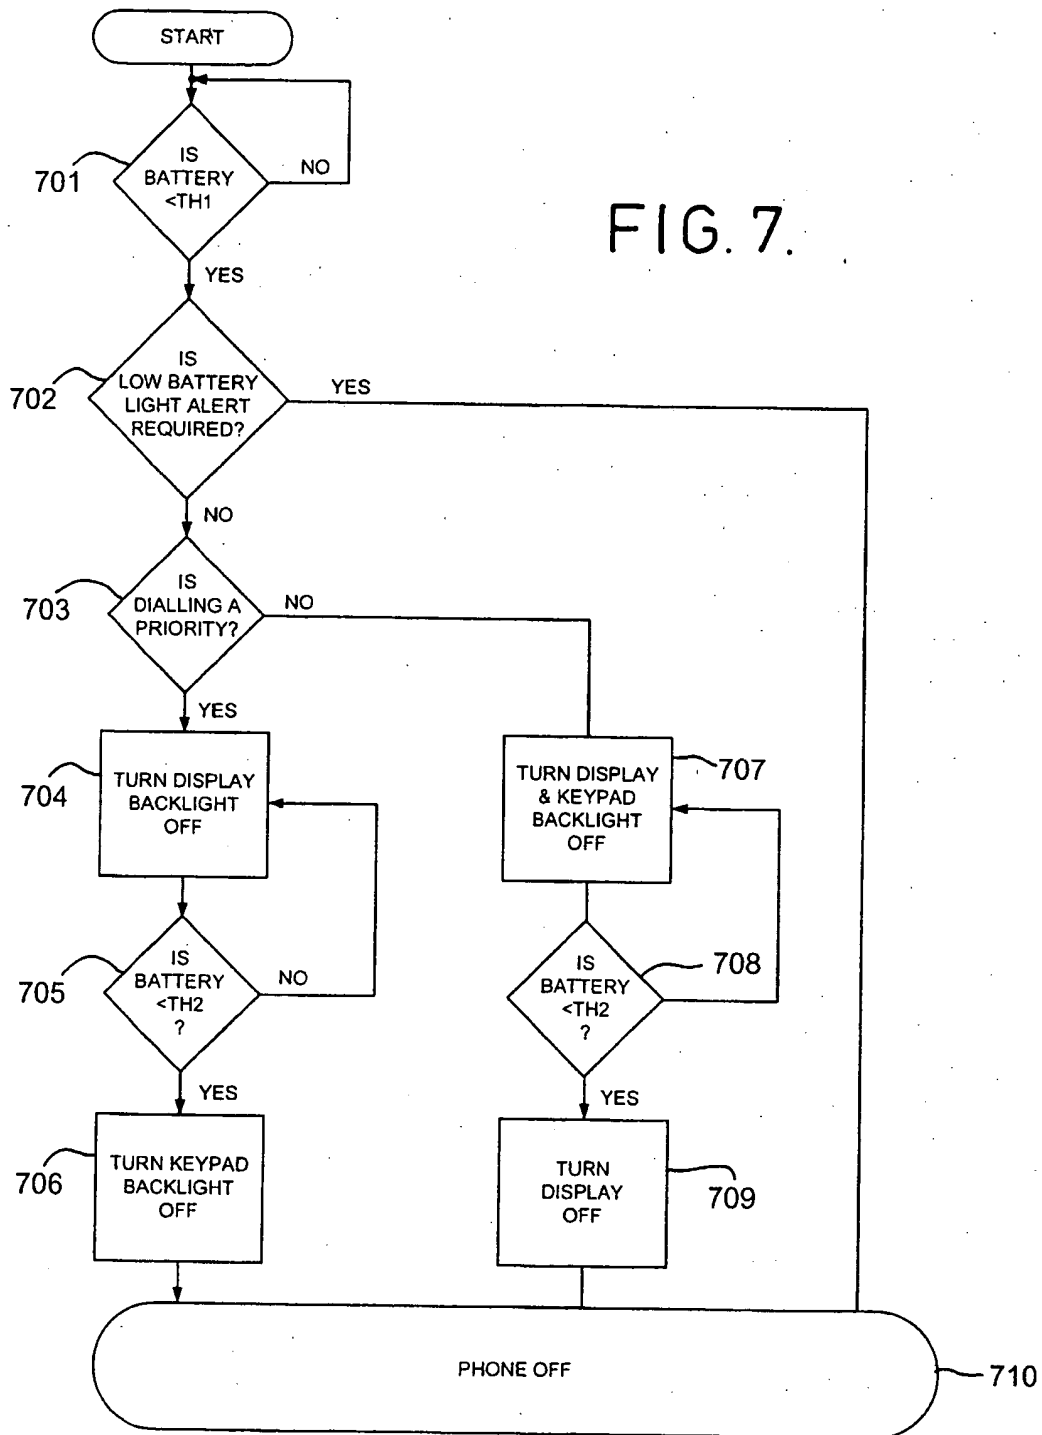 START
IS
BATTERY
<TH1
NO
701
FIG. 7.
YES
IS
LOW BATTERY
LIGHT ALERT
REQUIRED?
YES
702
NO
IS
DIALLING A
PRIORITY?
NO
703
YES
TURN DISPLAY
BACKLIGHT
OFF
704
TURN DISPLAY
& KEYPAD
BACKLIGHT
OFF
707
IS
BATTERY
<TH2
?
NO
705
IS
BATTERY
<TH2
?
708
YES
YES
TURN KEYPAD
BACKLIGHT
OFF
706
TURN
DISPLAY
OFF
709
PHONE OFF
710